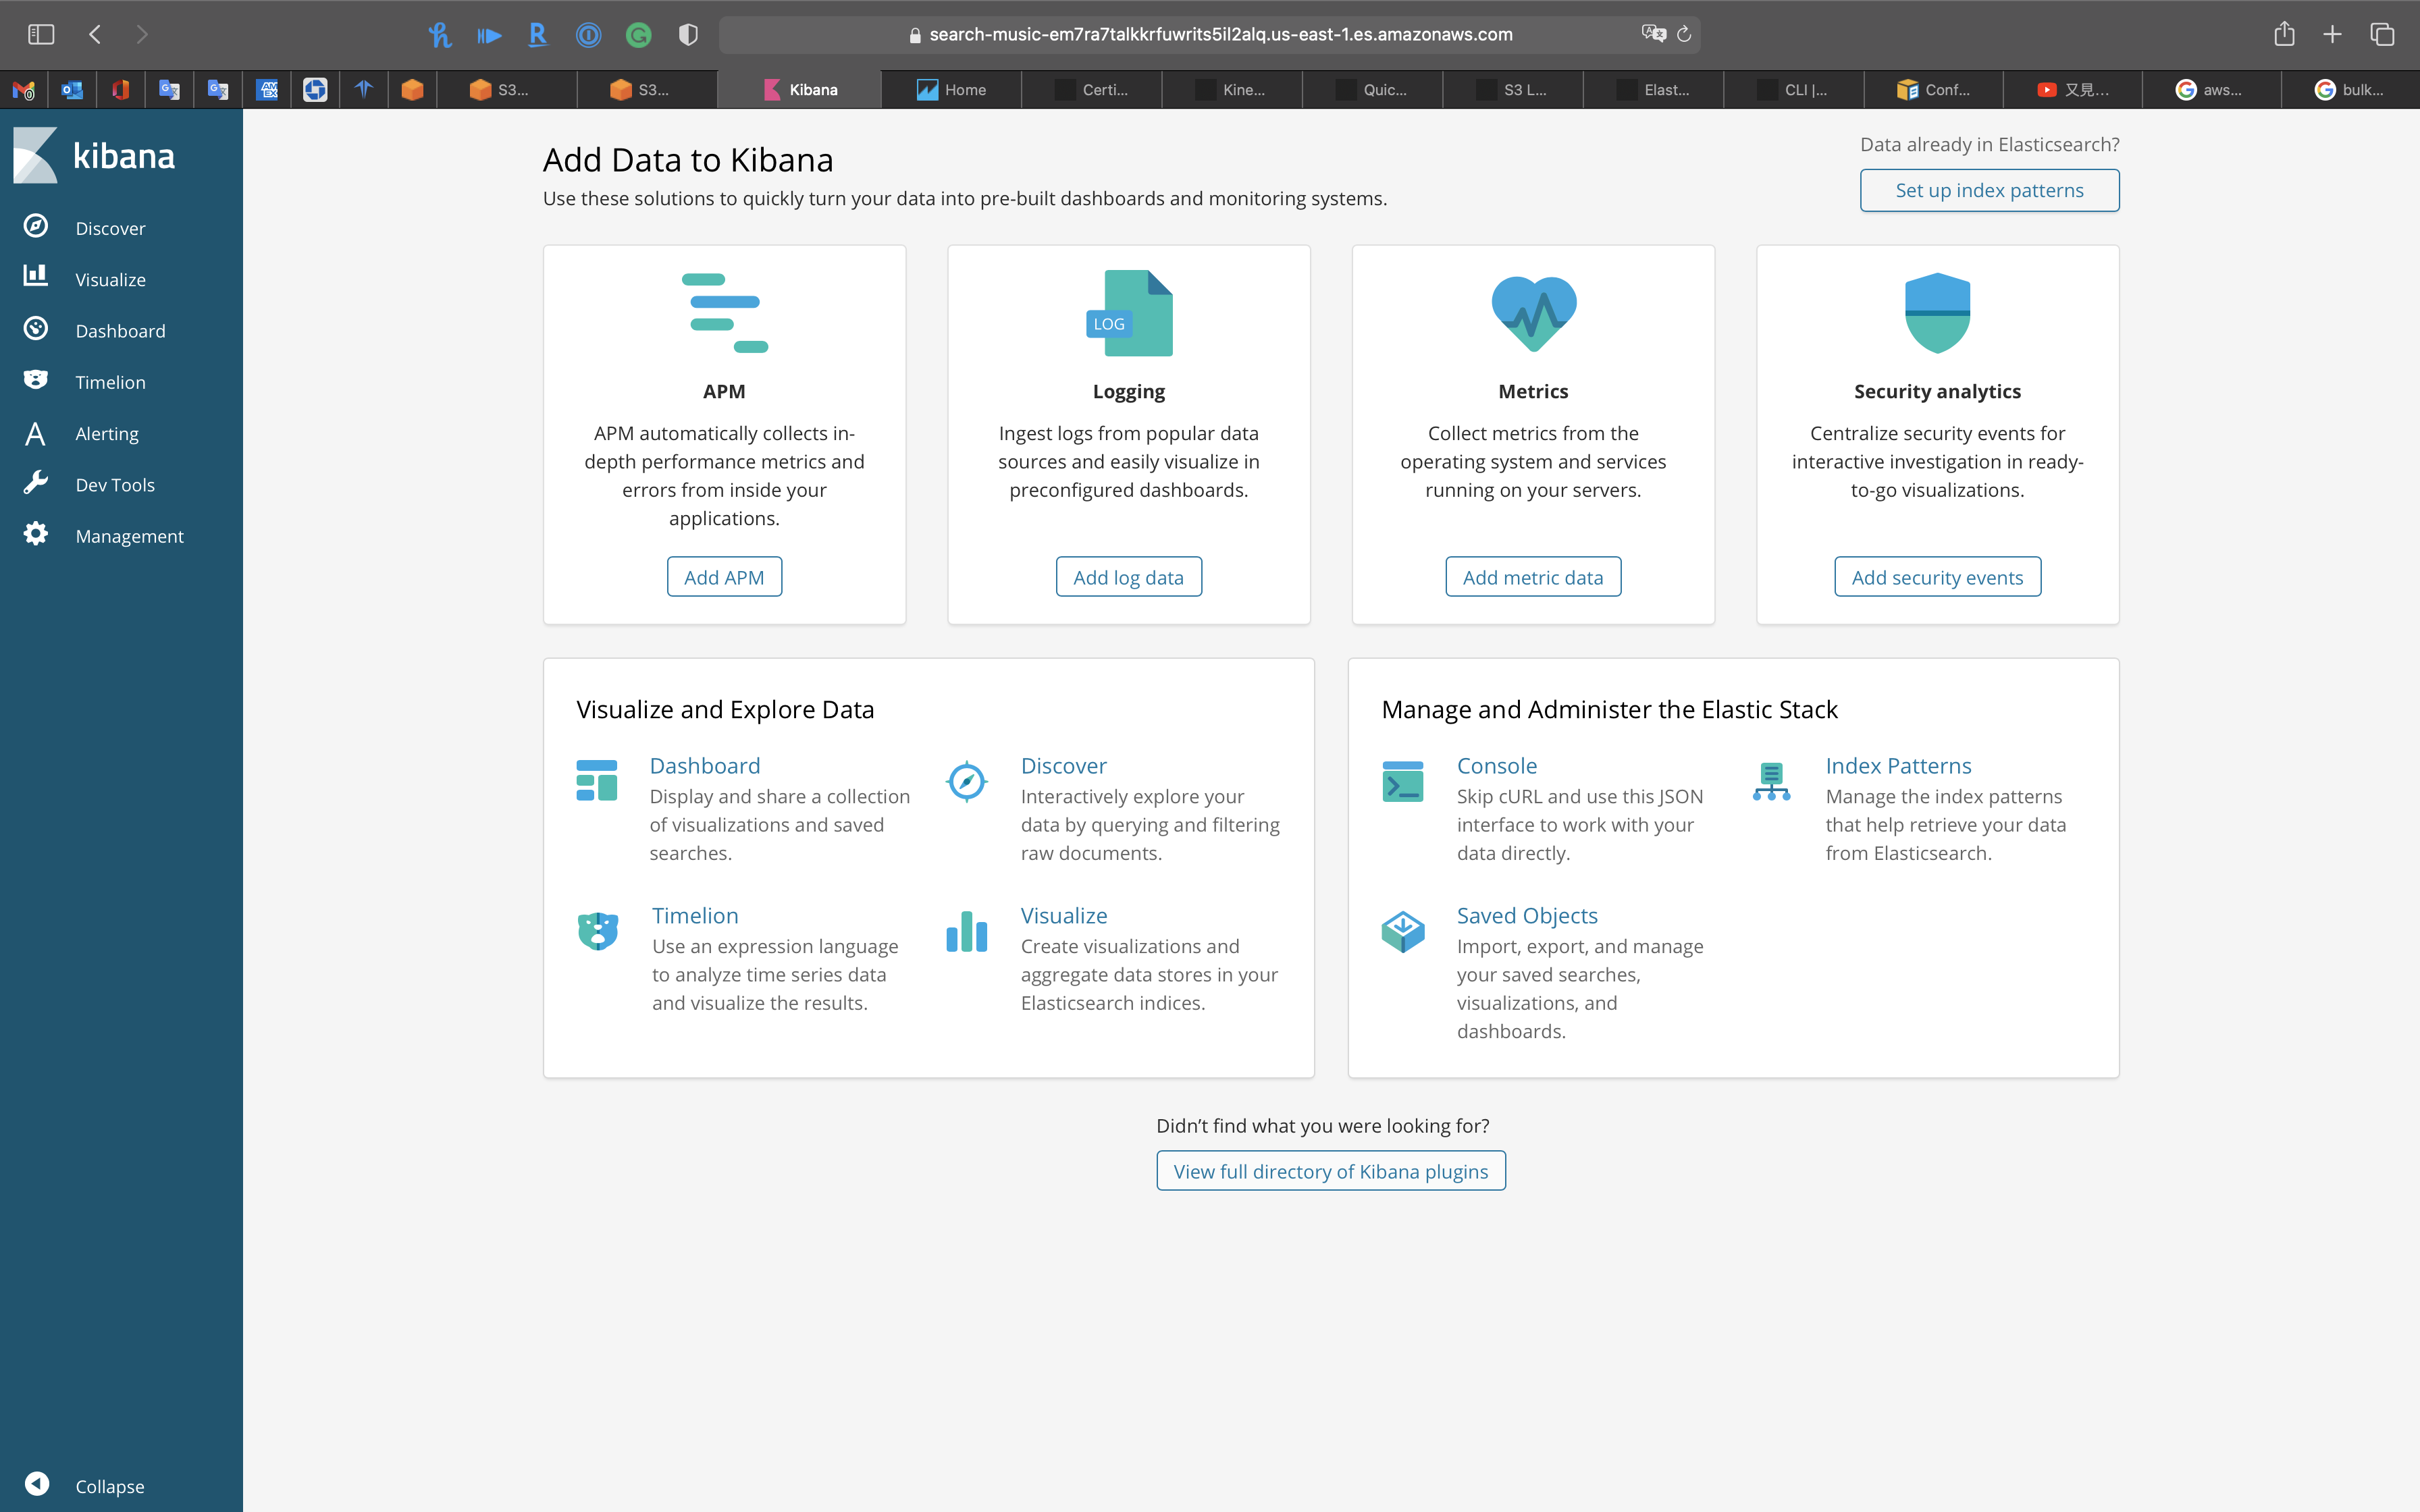 search-music-em7ra7talkkrfuwrits5il2alq.us-east-1.es.amazonaws.com
S3...
S3...
Kibana
Home
Certi...
Kine...
Quic...
S3 L...
Elast...
CLI |...
Conf...
又見...
aws...
bulk...
kibana
Discover
Visualize
Dashboard
Timelion
Alerting
Dev Tools
Management
Collapse
Add Data to Kibana
Use these solutions to quickly turn your data into pre-built dashboards and monitoring systems.
Data already in Elasticsearch?
Set up index patterns
APM
APM automatically collects in-
depth performance metrics and
errors from inside your
applications.
Add APM
LOG
Logging
Ingest logs from popular data
sources and easily visualize in
preconfigured dashboards.
Add log data
Metrics
Collect metrics from the
operating system and services
running on your servers.
Add metric data
Security analytics
Centralize security events for
interactive investigation in ready-
to-go visualizations.
Add security events
Visualize and Explore Data
Dashboard
Display and share a collection
of visualizations and saved
searches.
Discover
Interactively explore your
data by querying and filtering
raw documents.
Timelion
Use an expression language
to analyze time series data
and visualize the results.
Visualize
Create visualizations and
aggregate data stores in your
Elasticsearch indices.
Manage and Administer the Elastic Stack
Console
Skip cURL and use this JSON
interface to work with your
data directly.
Index Patterns
Manage the index patterns
that help retrieve your data
from Elasticsearch.
Saved Objects
Import, export, and manage
your saved searches,
visualizations, and
dashboards.
Didn't find what you were looking for?
View full directory of Kibana plugins